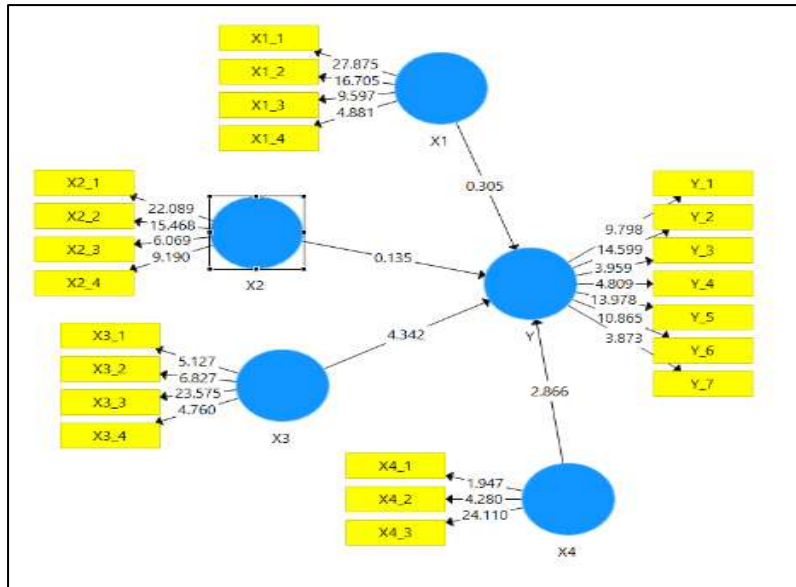 X1_1
X1_2
X1_3
X1_4
27.875
16.705
9.597
4.881
X1
0.305
X2_1
X2_2
X2_3
X2_4
22.089
15.468
6.069
9.190
X2
0.135
Y_1
Y_2
Y_3
Y_4
Y_5
Y_6
Y_7
9.798
14.599
3.959
4.809
13.978
10.865
3.873
Y
X3_1
X3_2
X3_3
X3_4
5.127
6.827
23.575
4.760
X3
4.342
2.866
X4_1
X4_2
X4_3
1.947
4.280
24.110
X4